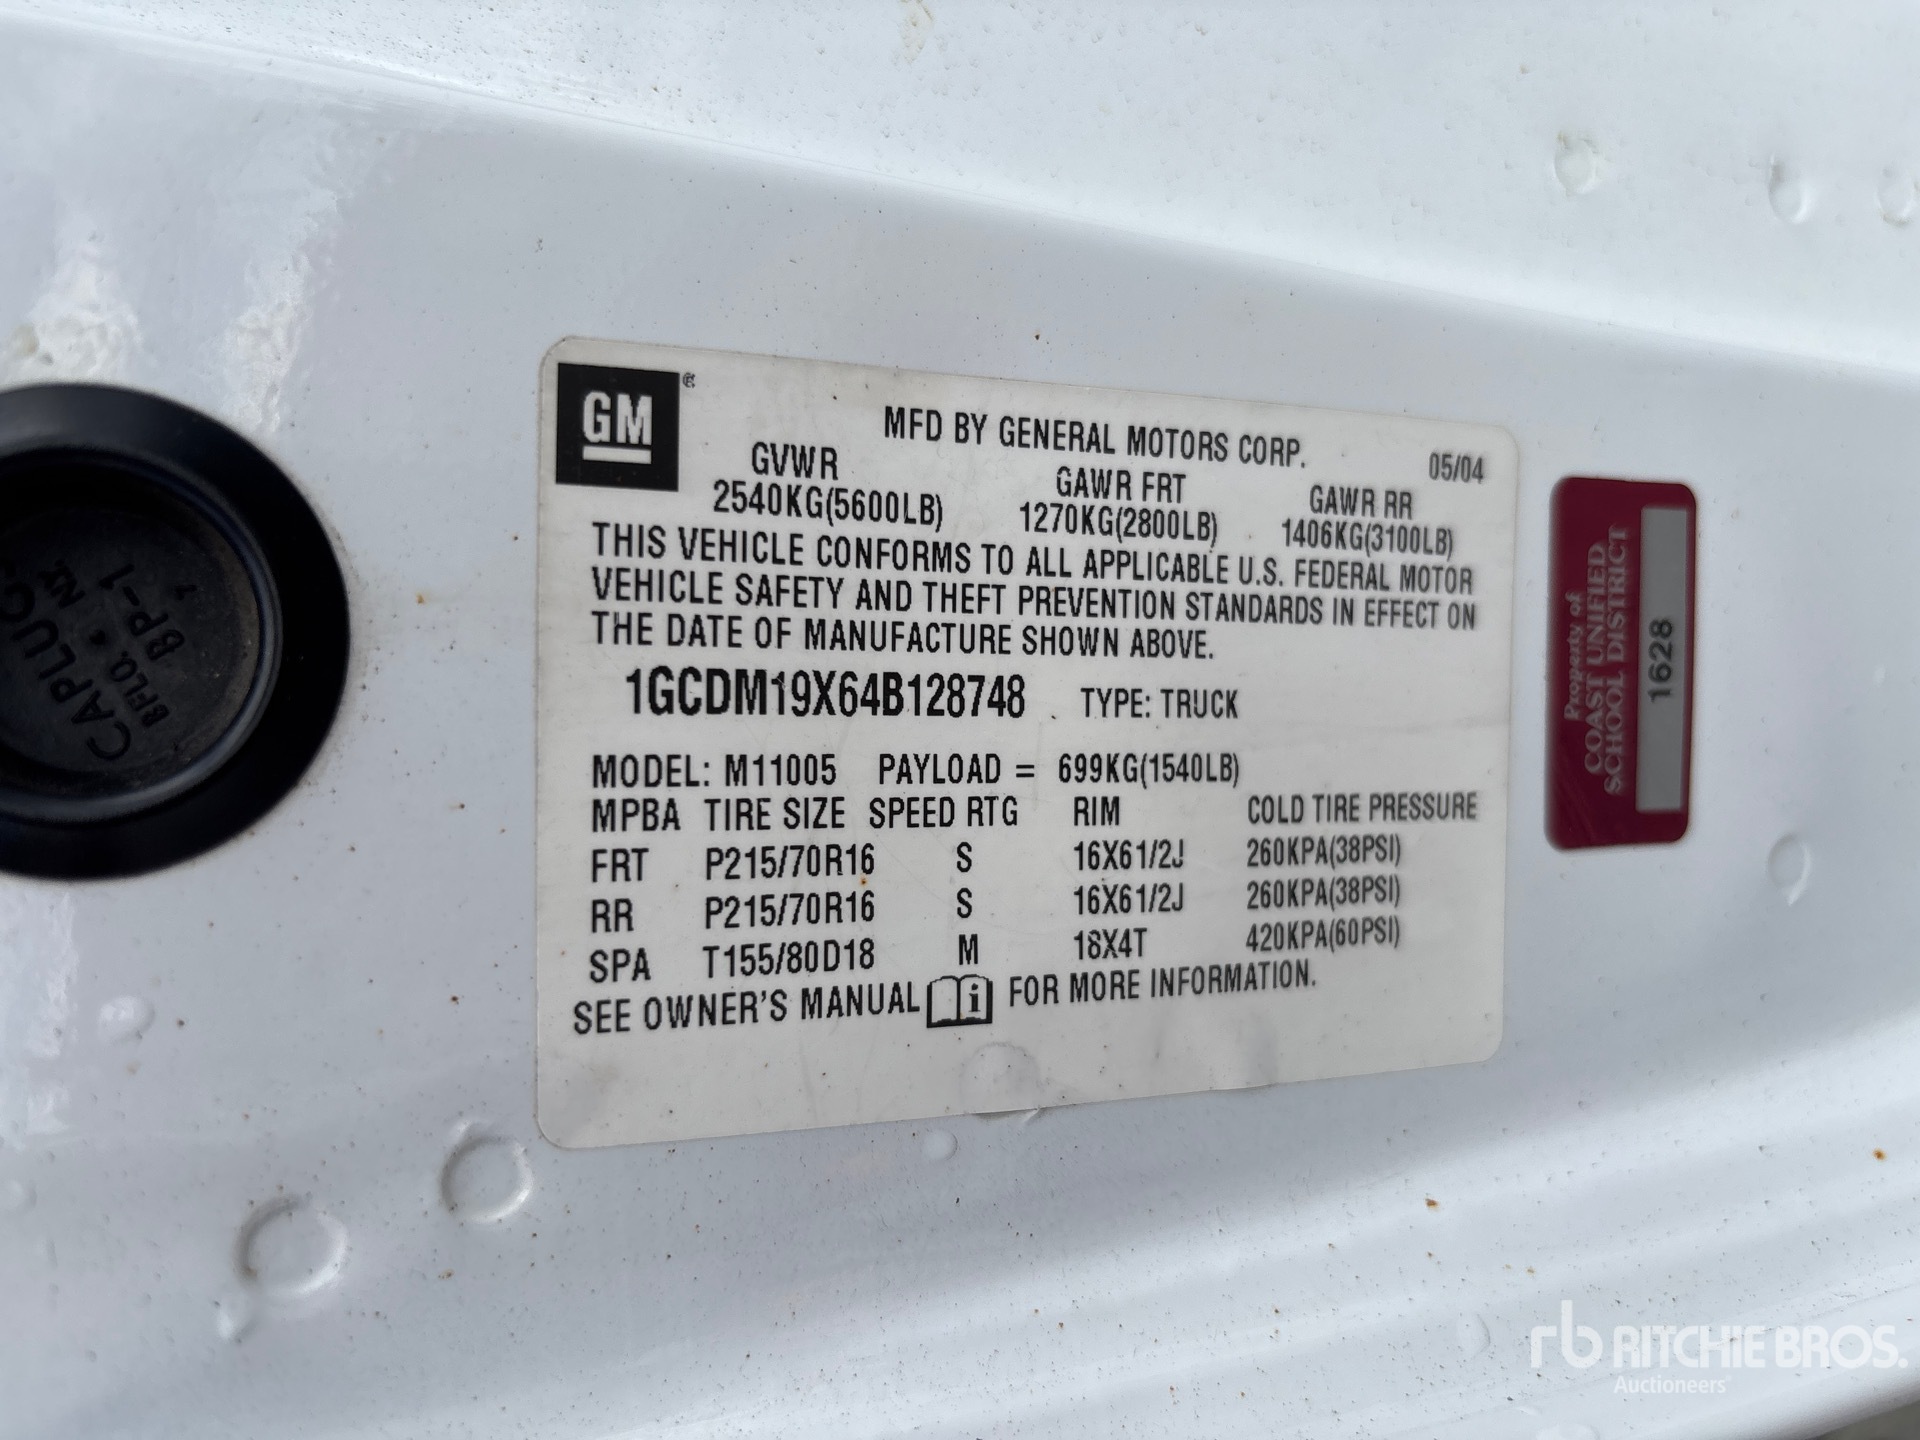 GM®
MFD BY GENERAL MOTORS CORP. 05/04
GVWR GAWR FRT GAWR RR
2540KG(5600LB) 1270KG(2800LB) 1406KG(3100LB)
THIS VEHICLE CONFORMS TO ALL APPLICABLE U.S. FEDERAL MOTOR
VEHICLE SAFETY AND THEFT PREVENTION STANDARDS IN EFFECT ON
THE DATE OF MANUFACTURE SHOWN ABOVE.
1GCDM19X64B128748 TYPE: TRUCK
MODEL: M11005 PAYLOAD = 699KG(1540LB)
MPBA TIRE SIZE SPEED RTG RIM COLD TIRE PRESSURE
FRT P215/70R16 S 16X61/2J 260KPA(38PSI)
RR P215/70R16 S 16X61/2J 260KPA(38PSI)
SPA T155/80D18 M 18X4T 420KPA(60PSI)
SEE OWNER'S MANUAL i FOR MORE INFORMATION.
Property of
COAST UNIFIED
SCHOOL DISTRICT
1628
CAPLUGS
BFLO. NY.
BP-1
7
rb RITCHIE BROS.
Auctioneers